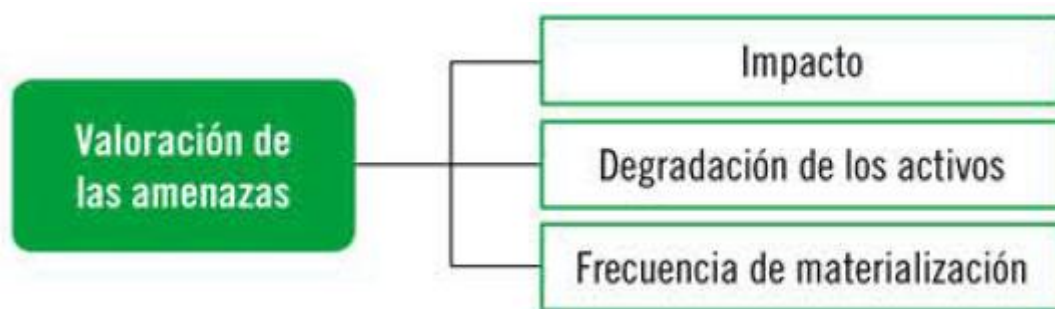 Valoración de
las amenazas
Impacto
Degradación de los activos
Frecuencia de materialización